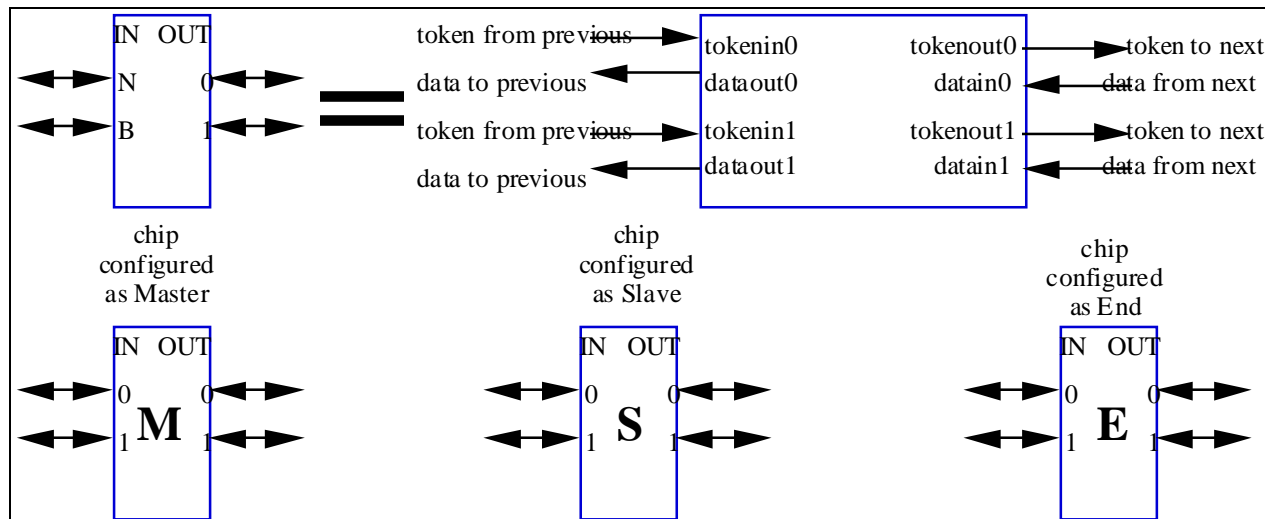 IN OUT
N 0
B 1
token from previous
data to previous
token from previous
data to previous
tokenin0 tokenout0
dataout0 datain0
tokenin1 tokenout1
dataout1 datain1
token to next
data from next
token to next
data from next
chip
configured
as Master
IN OUT
0 0
M
1 1
chip
configured
as Slave
IN OUT
0 0
S
1 1
chip
configured
as End
IN OUT
0 0
E
1 1